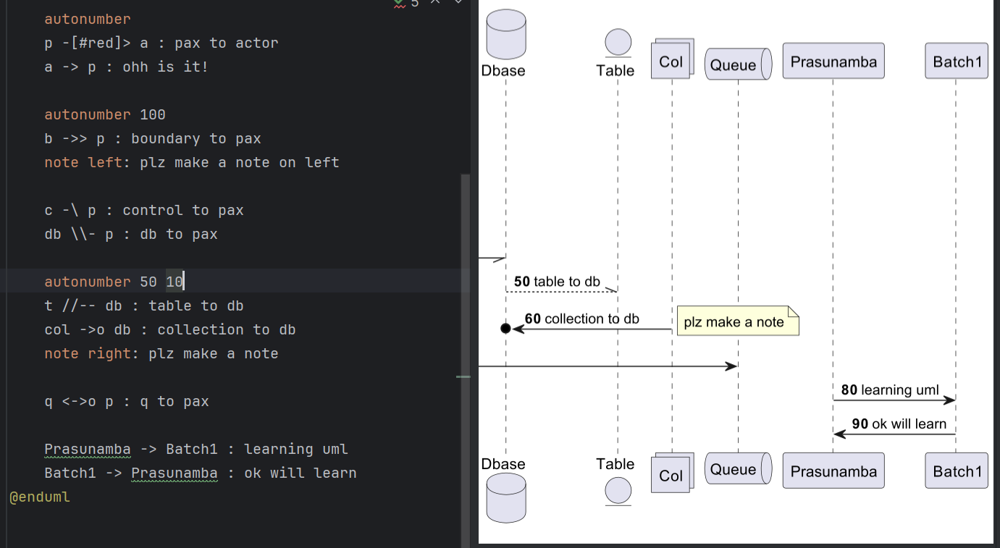 5
autonumber
p -[#red]> a : pax to actor
a -> p : ohh is it!
autonumber 100
b ->> p : boundary to pax
note left: plz make a note on left
c -\ p : control to pax
db \\- p : db to pax
autonumber 50 10
t //-- db : table to db
col ->o db : collection to db
note right: plz make a note
q <->o p : q to pax
Prasunamba -> Batch1 : learning uml
Batch1 -> Prasunamba : ok will learn
@enduml
Dbase
Table
Col
Queue
Prasunamba
Batch1
50 table to db
60 collection to db
plz make a note
80 learning uml
90 ok will learn
Dbase
Table
Col
Queue
Prasunamba
Batch1